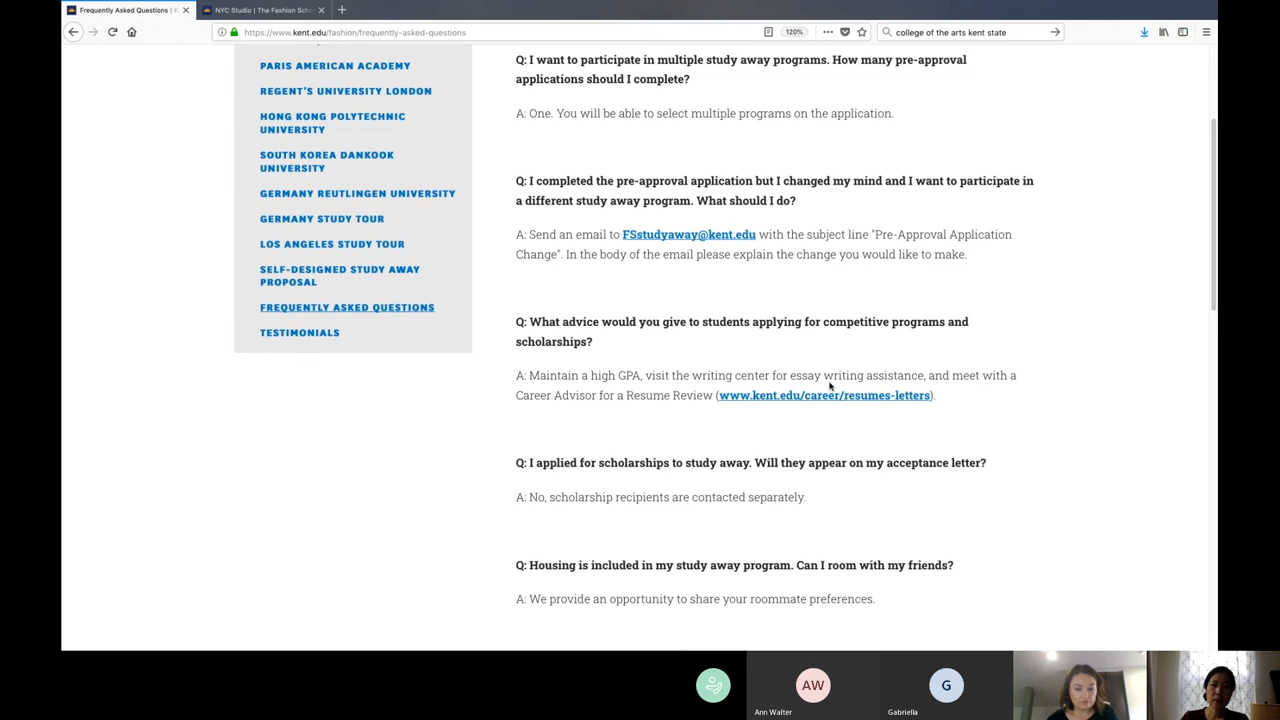 Frequently Asked Questions | K
NYC Studio | The Fashion Sch
https://www.kent.edu/fashion/frequently-asked-questions
120%
college of the arts kent state
PARIS AMERICAN ACADEMY
REGENT'S UNIVERSITY LONDON
HONG KONG POLYTECHNIC
UNIVERSITY
SOUTH KOREA DANKOOK
UNIVERSITY
GERMANY REUTLINGEN UNIVERSITY
GERMANY STUDY TOUR
LOS ANGELES STUDY TOUR
SELF-DESIGNED STUDY AWAY
PROPOSAL
FREQUENTLY ASKED QUESTIONS
TESTIMONIALS
Q: I want to participate in multiple study away programs. How many pre-approval
applications should I complete?
A: One. You will be able to select multiple programs on the application.
Q: I completed the pre-approval application but I changed my mind and I want to participate in
a different study away program. What should I do?
A: Send an email to FSstudyaway@kent.edu with the subject line "Pre-Approval Application
Change". In the body of the email please explain the change you would like to make.
Q: What advice would you give to students applying for competitive programs and
scholarships?
A: Maintain a high GPA, visit the writing center for essay writing assistance, and meet with a
Career Advisor for a Resume Review (www.kent.edu/career/resumes-letters).
Q: I applied for scholarships to study away. Will they appear on my acceptance letter?
A: No, scholarship recipients are contacted separately.
Q: Housing is included in my study away program. Can I room with my friends?
A: We provide an opportunity to share your roommate preferences.
AW
Ann Walter
G
Gabriella